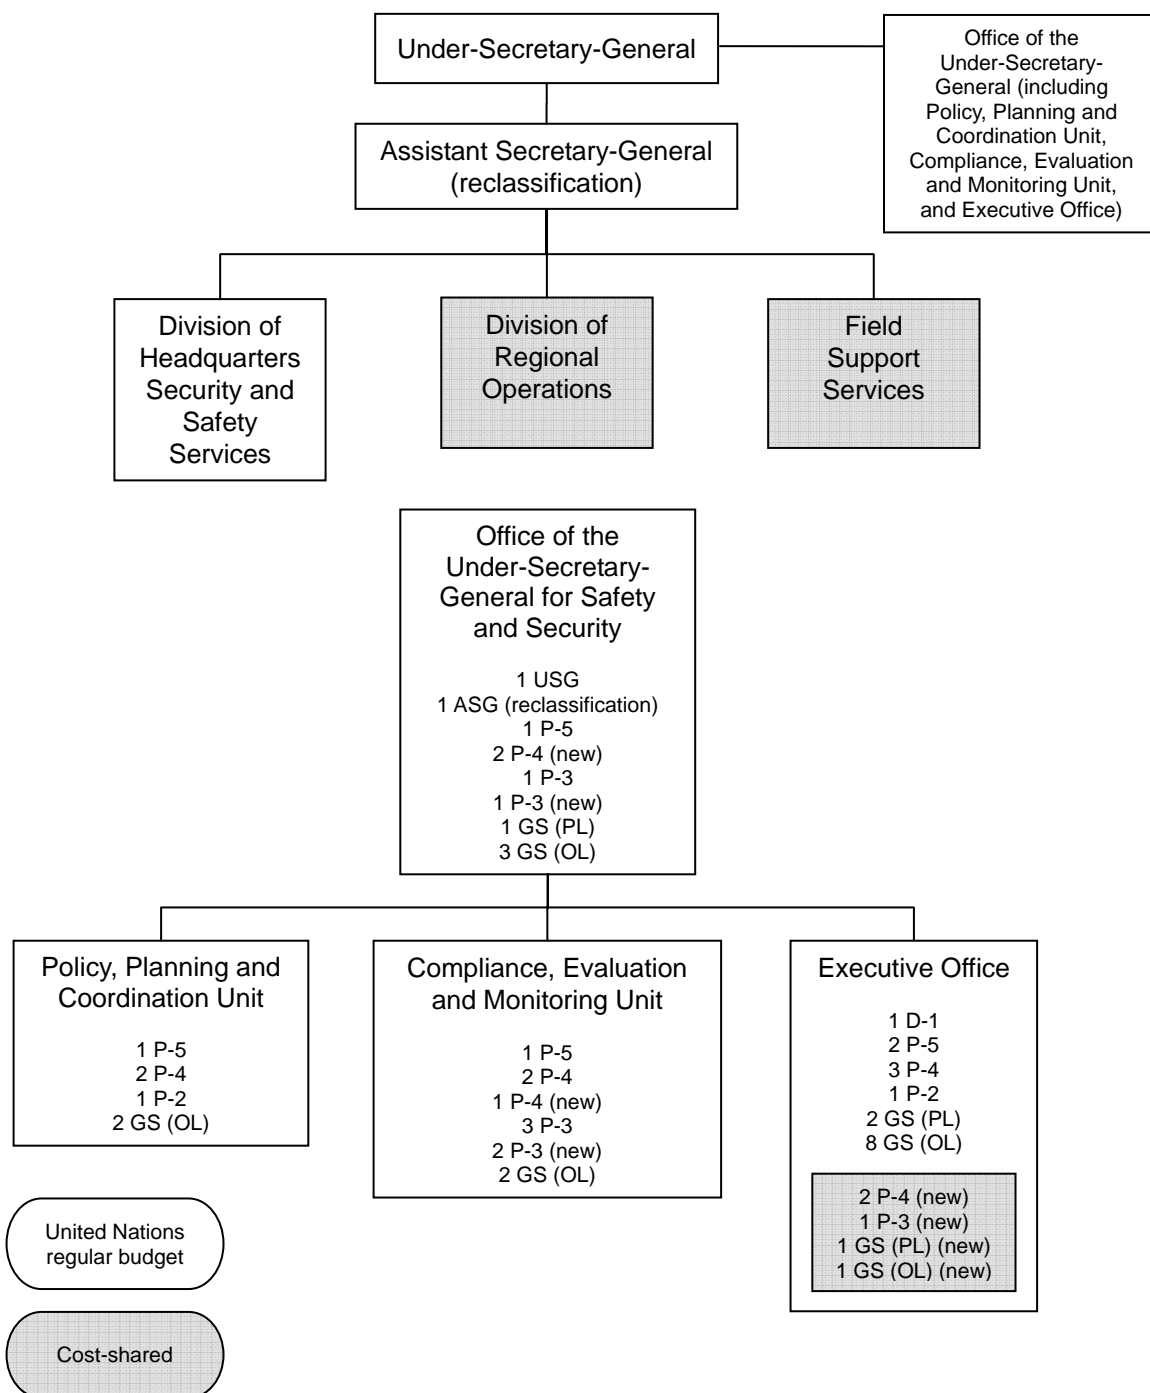 Under-Secretary-General
Office of the
Under-Secretary-
General (including
Policy, Planning and
Coordination Unit,
Compliance, Evaluation
and Monitoring Unit,
and Executive Office)
Assistant Secretary-General
(reclassification)
Division of
Headquarters
Security and
Safety
Services
Division of
Regional
Operations
Field
Support
Services
Office of the
Under-Secretary-
General for Safety
and Security
1 USG
1 ASG (reclassification)
1 P-5
2 P-4 (new)
1 P-3
1 P-3 (new)
1 GS (PL)
3 GS (OL)
Policy, Planning and
Coordination Unit
1 P-5
2 P-4
1 P-2
2 GS (OL)
Compliance, Evaluation
and Monitoring Unit
1 P-5
2 P-4
1 P-4 (new)
3 P-3
2 P-3 (new)
2 GS (OL)
Executive Office
1 D-1
2 P-5
3 P-4
1 P-2
2 GS (PL)
8 GS (OL)
2 P-4 (new)
1 P-3 (new)
1 GS (PL) (new)
1 GS (OL) (new)
United Nations
regular budget
Cost-shared